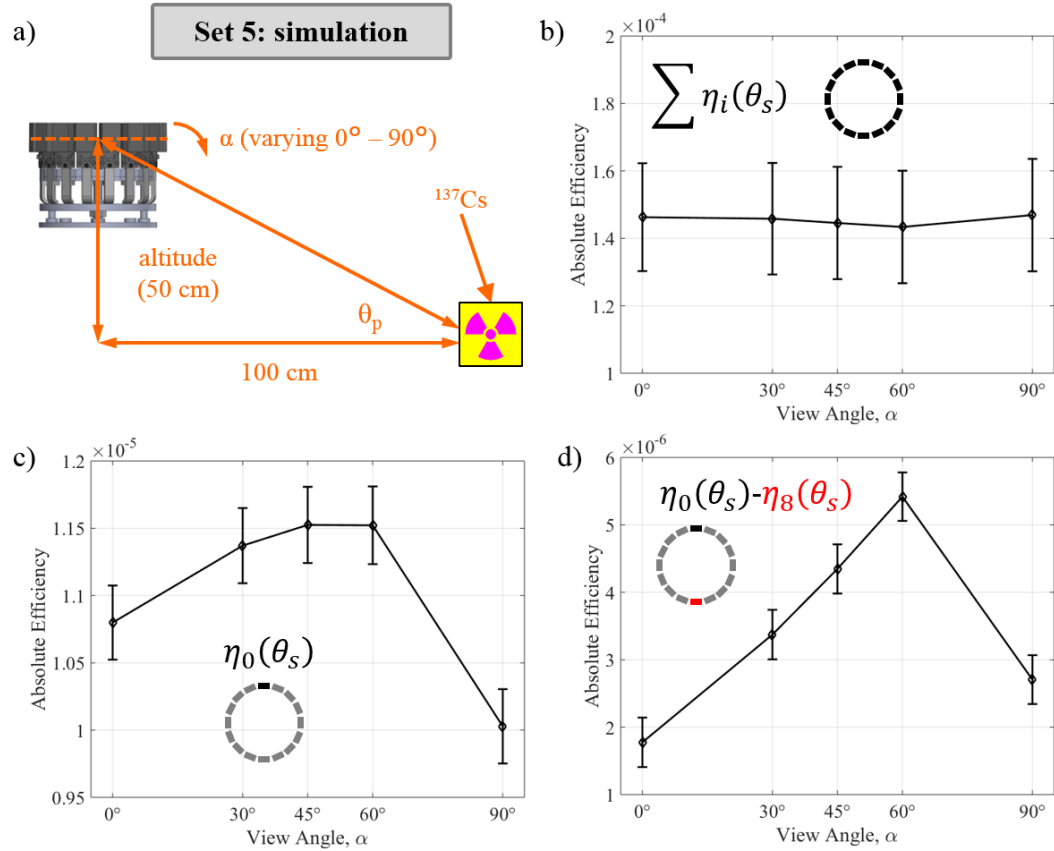 a)
Set 5: simulation
α (varying 0° – 90°)
¹³⁷Cs
altitude
(50 cm)
θₚ
100 cm
b)
×10⁻⁴
2
1.8
1.6
1.4
1.2
1
Absolute Efficiency
∑ ηᵢ(θₛ)
0°
30°
45°
60°
90°
View Angle, α
c)
×10⁻⁵
1.2
1.15
1.1
1.05
1
0.95
Absolute Efficiency
η₀(θₛ)
0°
30°
45°
60°
90°
View Angle, α
d)
×10⁻⁶
6
5
4
3
2
1
Absolute Efficiency
η₀(θₛ)-η₈(θₛ)
0°
30°
45°
60°
90°
View Angle, α